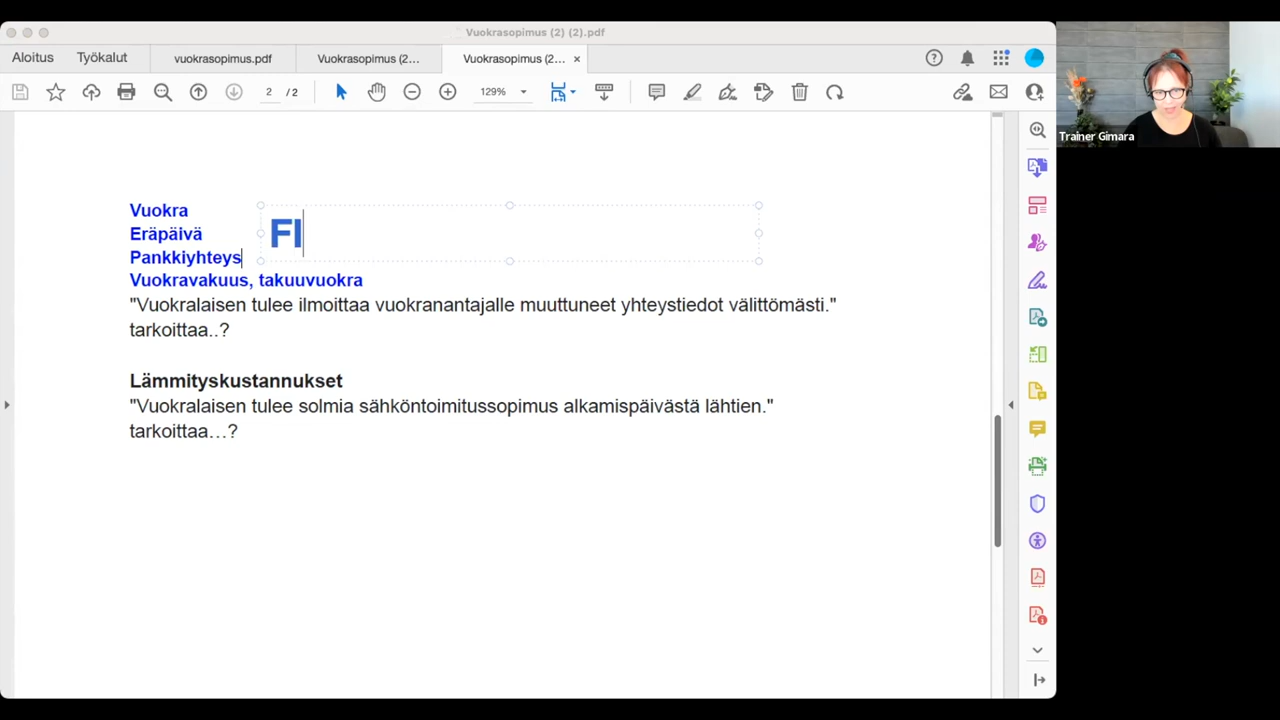 Vuokrasopimus (2) (2).pdf
Aloitus Työkalut vuokrasopimus.pdf Vuokrasopimus (2... Vuokrasopimus (2... ×
2 / 2 129%
Trainer Gimara
Vuokra
Eräpäivä
FI
Pankkiyhteys
Vuokravakuus, takuuvuokra
"Vuokralaisen tulee ilmoittaa vuokranantajalle muuttuneet yhteystiedot välittömästi."
tarkoittaa..?
Lämmityskustannukset
"Vuokralaisen tulee solmia sähköntoimitussopimus alkamispäivästä lähtien."
tarkoittaa…?